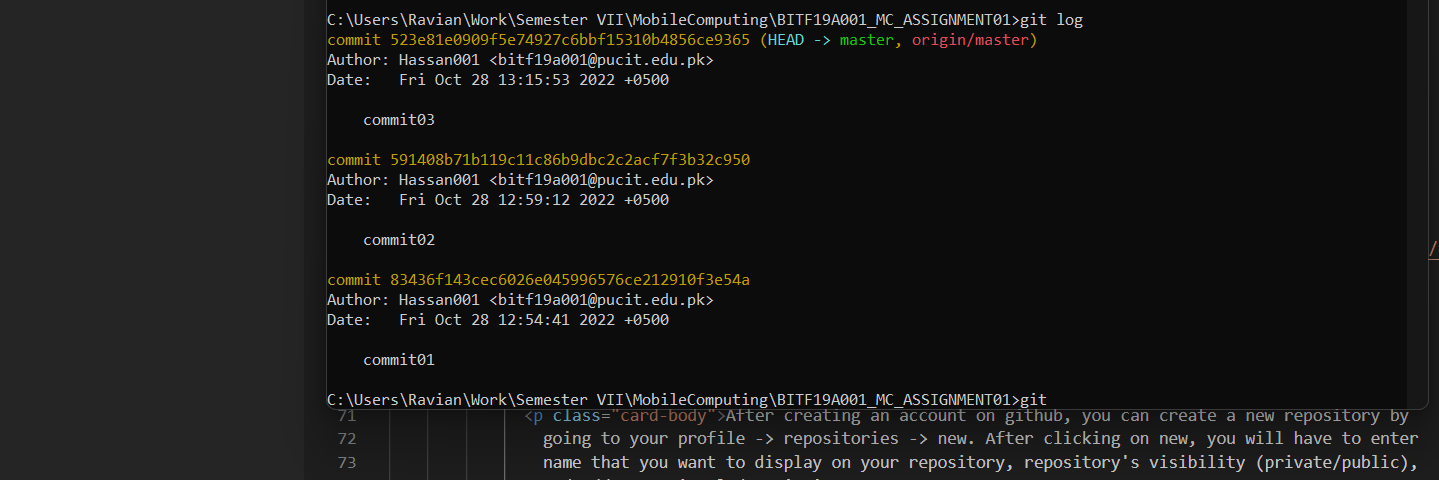 C:\Users\Ravian\Work\Semester VII\MobileComputing\BITF19A001_MC_ASSIGNMENT01>git log
commit 523e81e0909f5e74927c6bbf15310b4856ce9365 (HEAD -> master, origin/master)
Author: Hassan001 <bitf19a001@pucit.edu.pk>
Date:   Fri Oct 28 13:15:53 2022 +0500
commit03
commit 591408b71b119c11c86b9dbc2c2acf7f3b32c950
Author: Hassan001 <bitf19a001@pucit.edu.pk>
Date:   Fri Oct 28 12:59:12 2022 +0500
/
commit02
commit 83436f143cec6026e045996576ce212910f3e54a
Author: Hassan001 <bitf19a001@pucit.edu.pk>
Date:   Fri Oct 28 12:54:41 2022 +0500
commit01
C:\Users\Ravian\Work\Semester VII\MobileComputing\BITF19A001_MC_ASSIGNMENT01>git
71 <p class="card-body">After creating an account on github, you can create a new repository by
72 going to your profile -> repositories -> new. After clicking on new, you will have to enter
73 name that you want to display on your repository, repository's visibility (private/public),